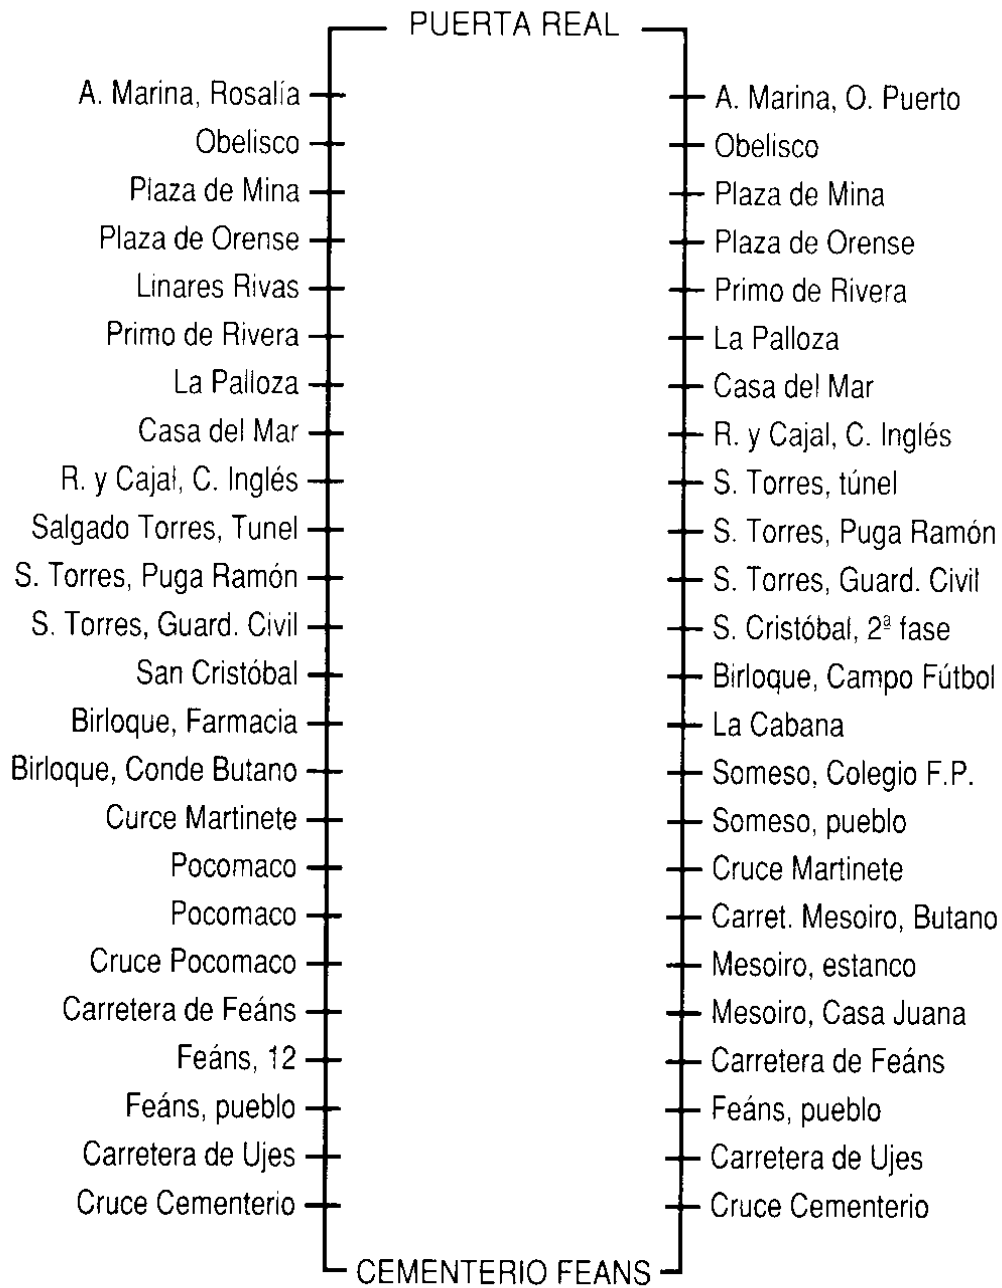 PUERTA REAL
A. Marina, Rosalía
Obelisco
Plaza de Mina
Plaza de Orense
Linares Rivas
Primo de Rivera
La Palloza
Casa del Mar
R. y Cajal, C. Inglés
Salgado Torres, Tunel
S. Torres, Puga Ramón
S. Torres, Guard. Civil
San Cristóbal
Birloque, Farmacia
Birloque, Conde Butano
Curce Martinete
Pocomaco
Pocomaco
Cruce Pocomaco
Carretera de Feáns
Feáns, 12
Feáns, pueblo
Carretera de Ujes
Cruce Cementerio
A. Marina, O. Puerto
Obelisco
Plaza de Mina
Plaza de Orense
Primo de Rivera
La Palloza
Casa del Mar
R. y Cajal, C. Inglés
S. Torres, túnel
S. Torres, Puga Ramón
S. Torres, Guard. Civil
S. Cristóbal, 2ª fase
Birloque, Campo Fútbol
La Cabana
Someso, Colegio F.P.
Someso, pueblo
Cruce Martinete
Carret. Mesoiro, Butano
Mesoiro, estanco
Mesoiro, Casa Juana
Carretera de Feáns
Feáns, pueblo
Carretera de Ujes
Cruce Cementerio
CEMENTERIO FEANS